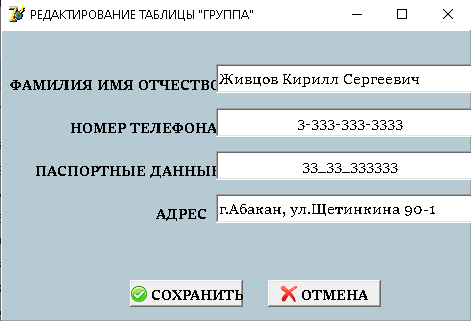 РЕДАКТИРОВАНИЕ ТАБЛИЦЫ "ГРУППА"
ФАМИЛИЯ ИМЯ ОТЧЕСТВО Живцов Кирилл Сергеевич
НОМЕР ТЕЛЕФОНА 3-333-333-3333
ПАСПОРТНЫЕ ДАННЫЕ 33_33_333333
АДРЕС г.Абакан, ул.Щетинкина 90-1
СОХРАНИТЬ ОТМЕНА